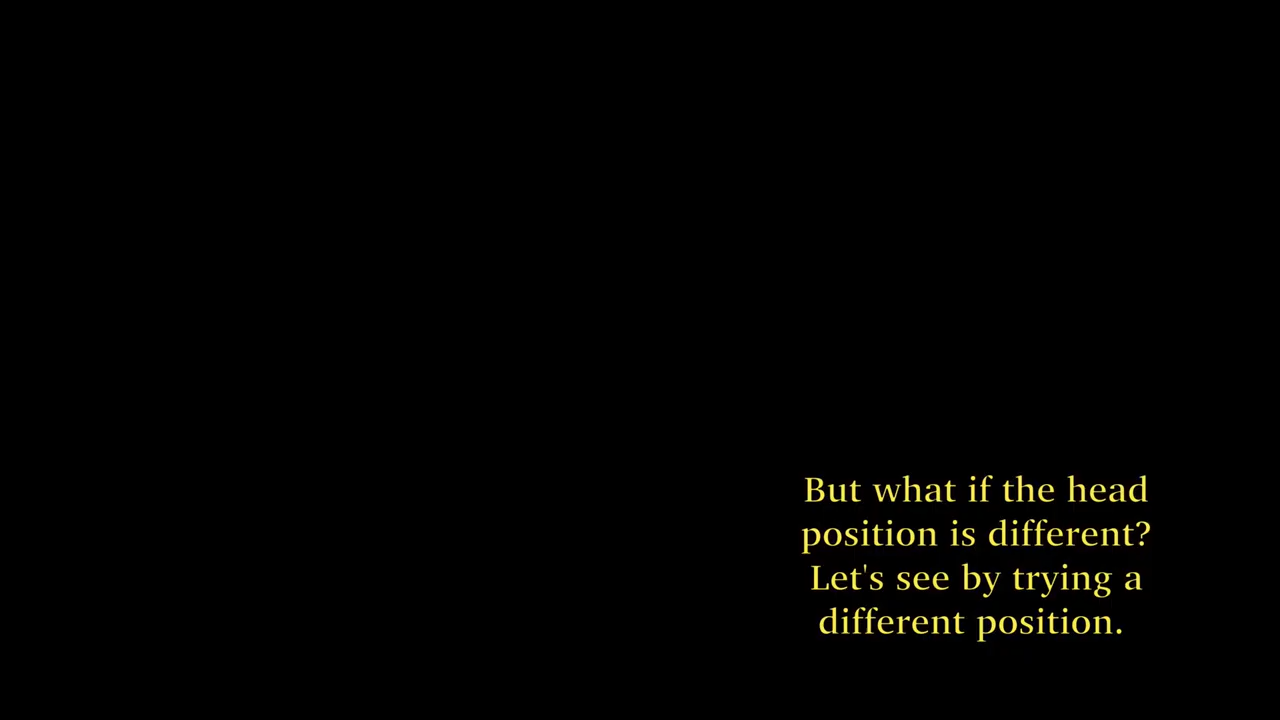 But what if the head
position is different?
Let's see by trying a
different position.